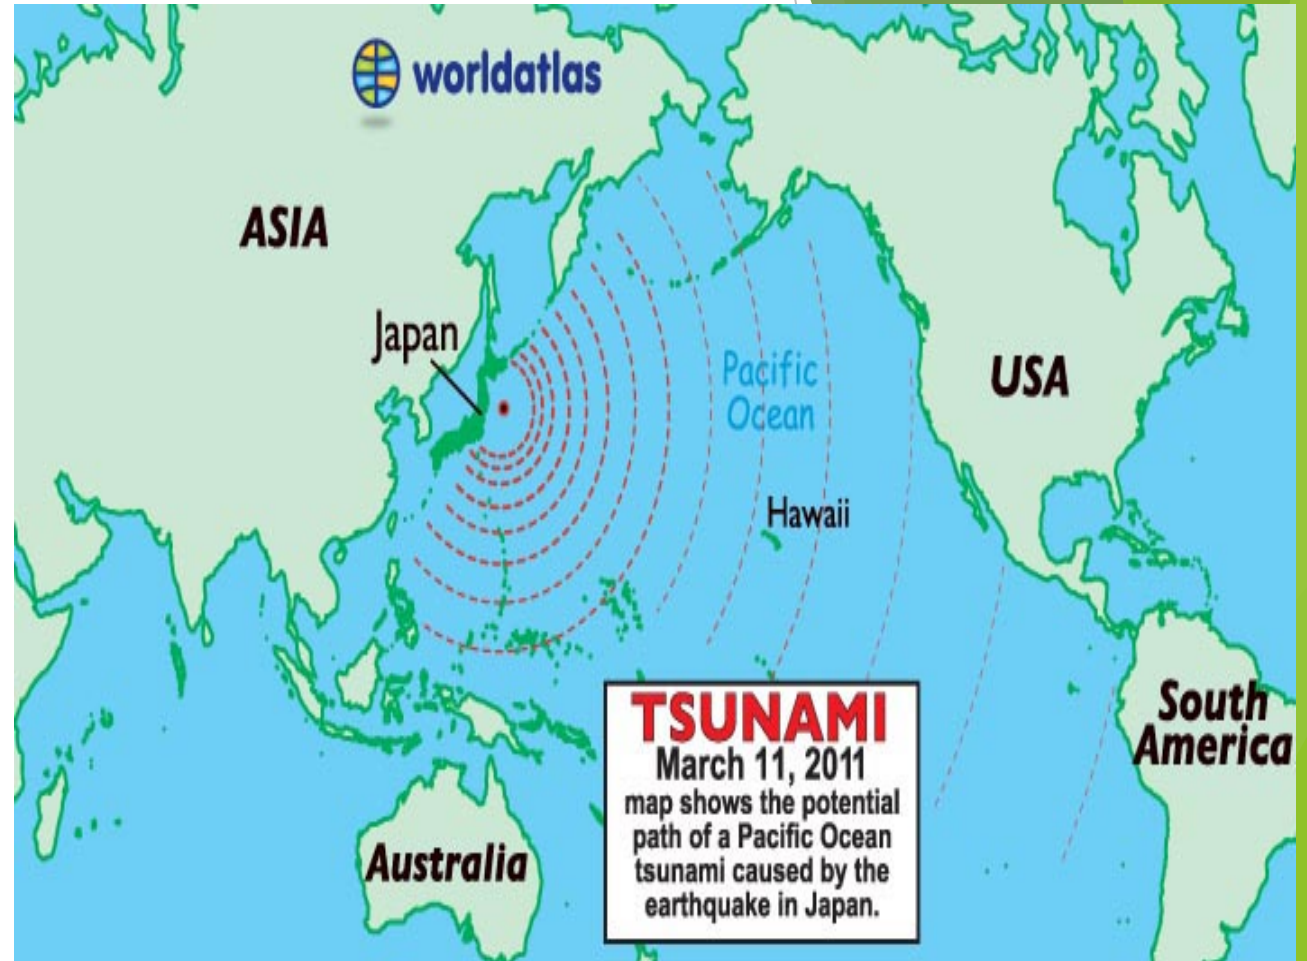 worldatlas
ASIA
Japan
Pacific
Ocean
USA
Hawaii
South
America
Australia
TSUNAMI
March 11, 2011
map shows the potential
path of a Pacific Ocean
tsunami caused by the
earthquake in Japan.